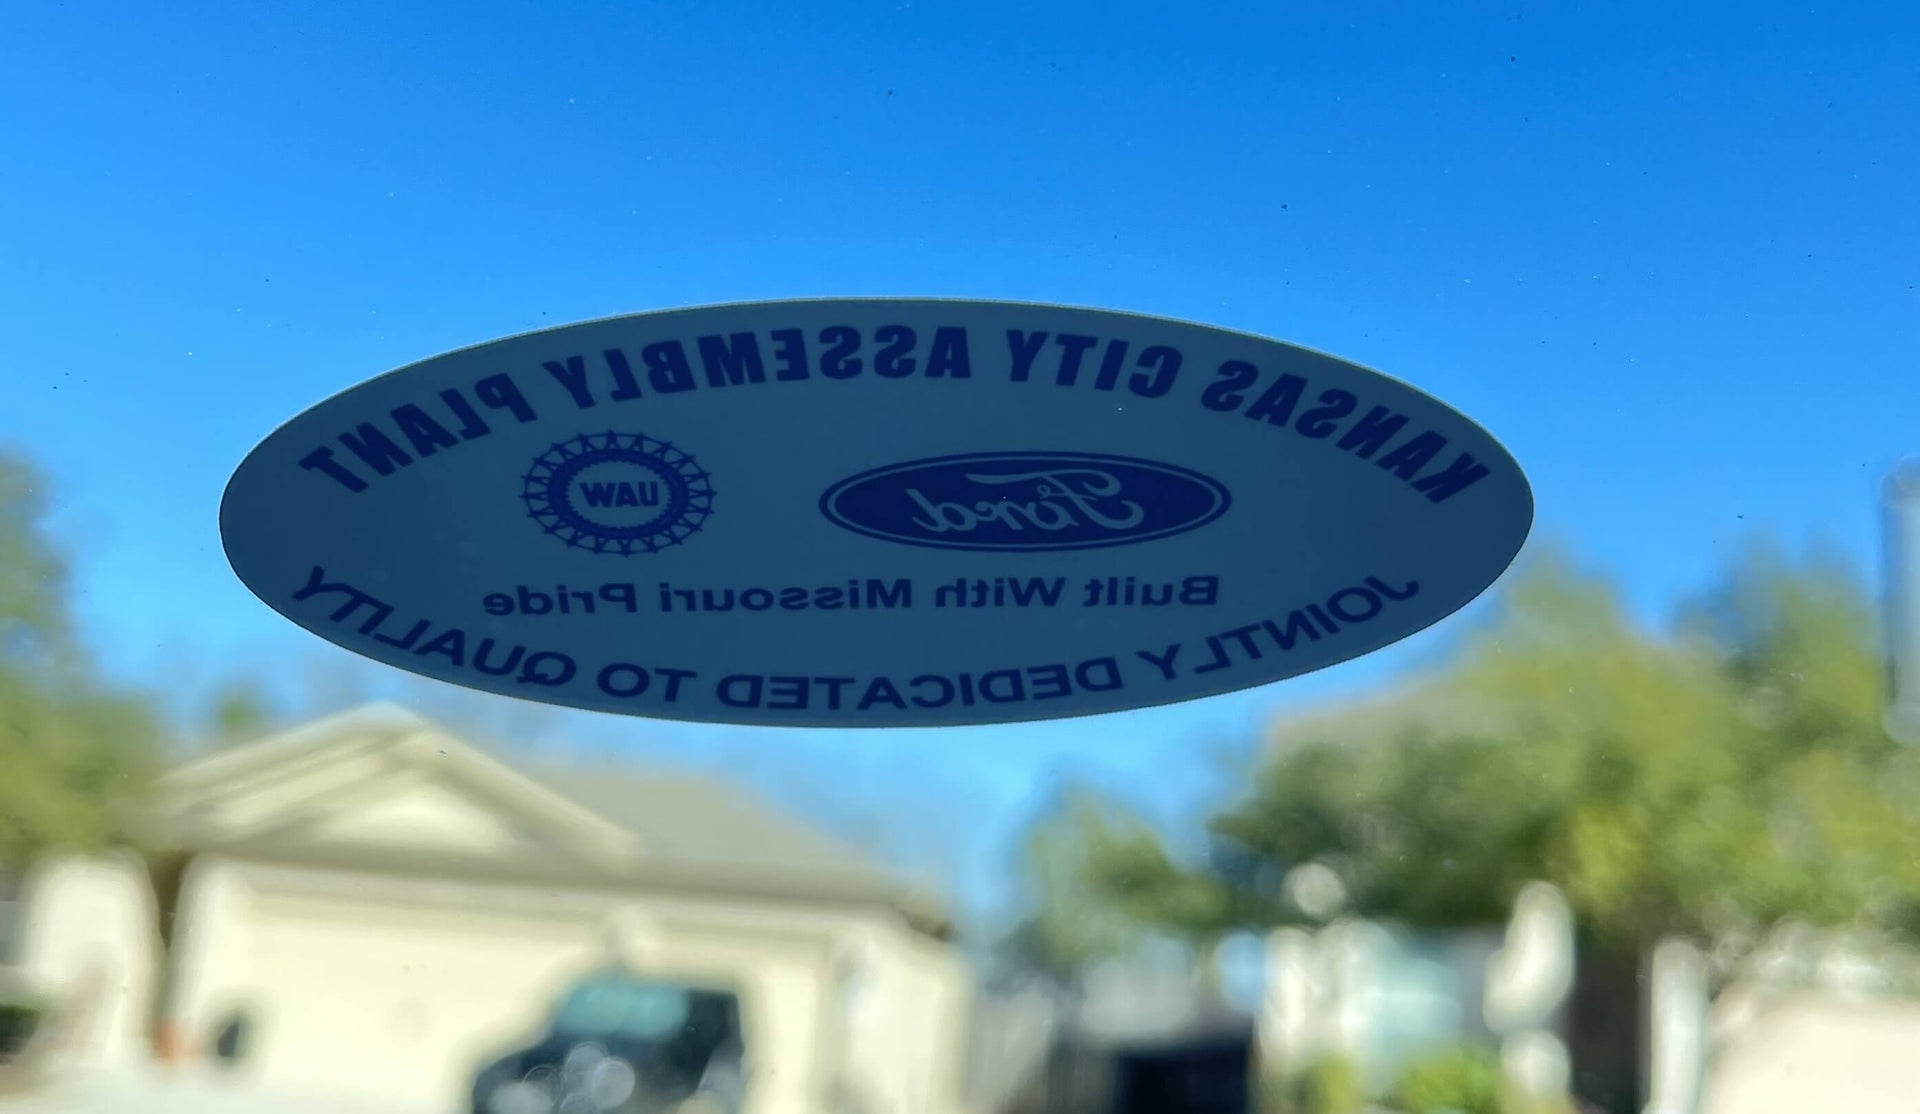 KANSAS CITY ASSEMBLY PLANT
Ford
UAW
Built With Missouri Pride
JOINTLY DEDICATED TO QUALITY